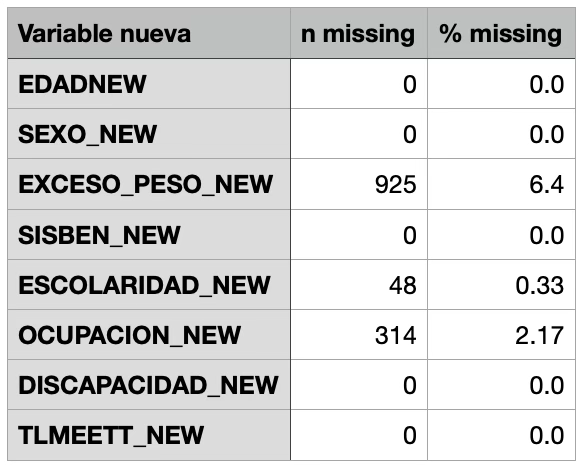 Variable nueva n missing % missing
EDADNEW 0 0.0
SEXO_NEW 0 0.0
EXCESO_PESO_NEW 925 6.4
SISBEN_NEW 0 0.0
ESCOLARIDAD_NEW 48 0.33
OCUPACION_NEW 314 2.17
DISCAPACIDAD_NEW 0 0.0
TLMEETT_NEW 0 0.0